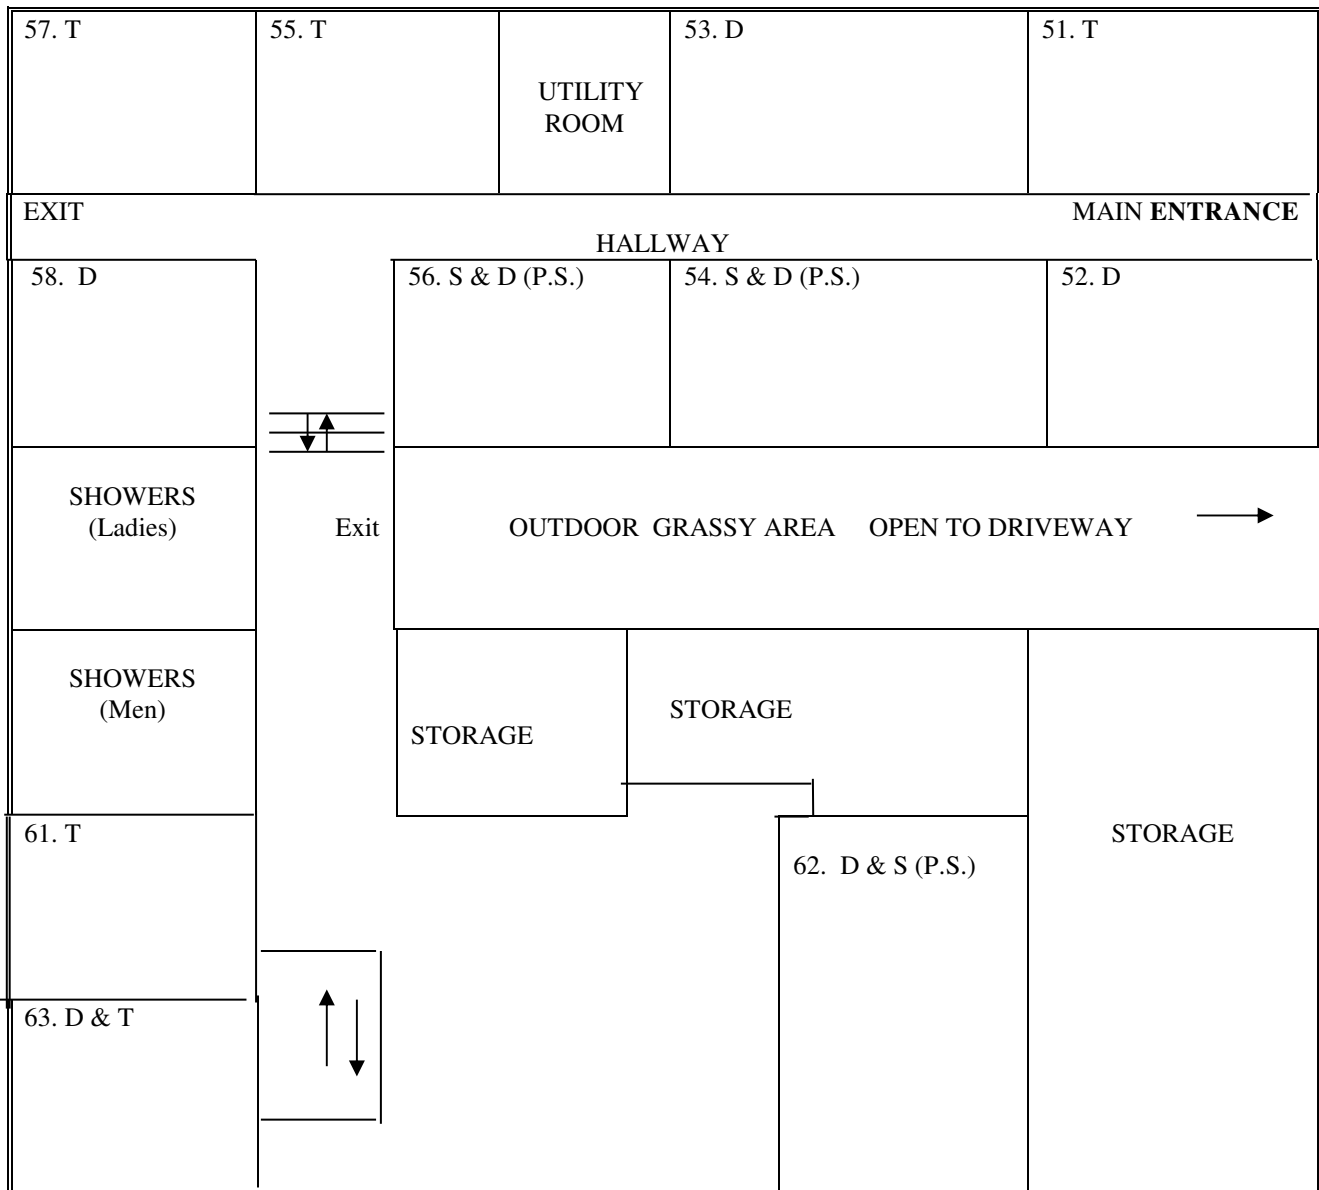 57. T
55. T
53. D
51. T
UTILITY
ROOM
EXIT
MAIN ENTRANCE
HALLWAY
58. D
56. S & D (P.S.)
54. S & D (P.S.)
52. D
SHOWERS
(Ladies)
Exit
OUTDOOR GRASSY AREA OPEN TO DRIVEWAY
SHOWERS
(Men)
STORAGE
STORAGE
61. T
STORAGE
62. D & S (P.S.)
63. D & T